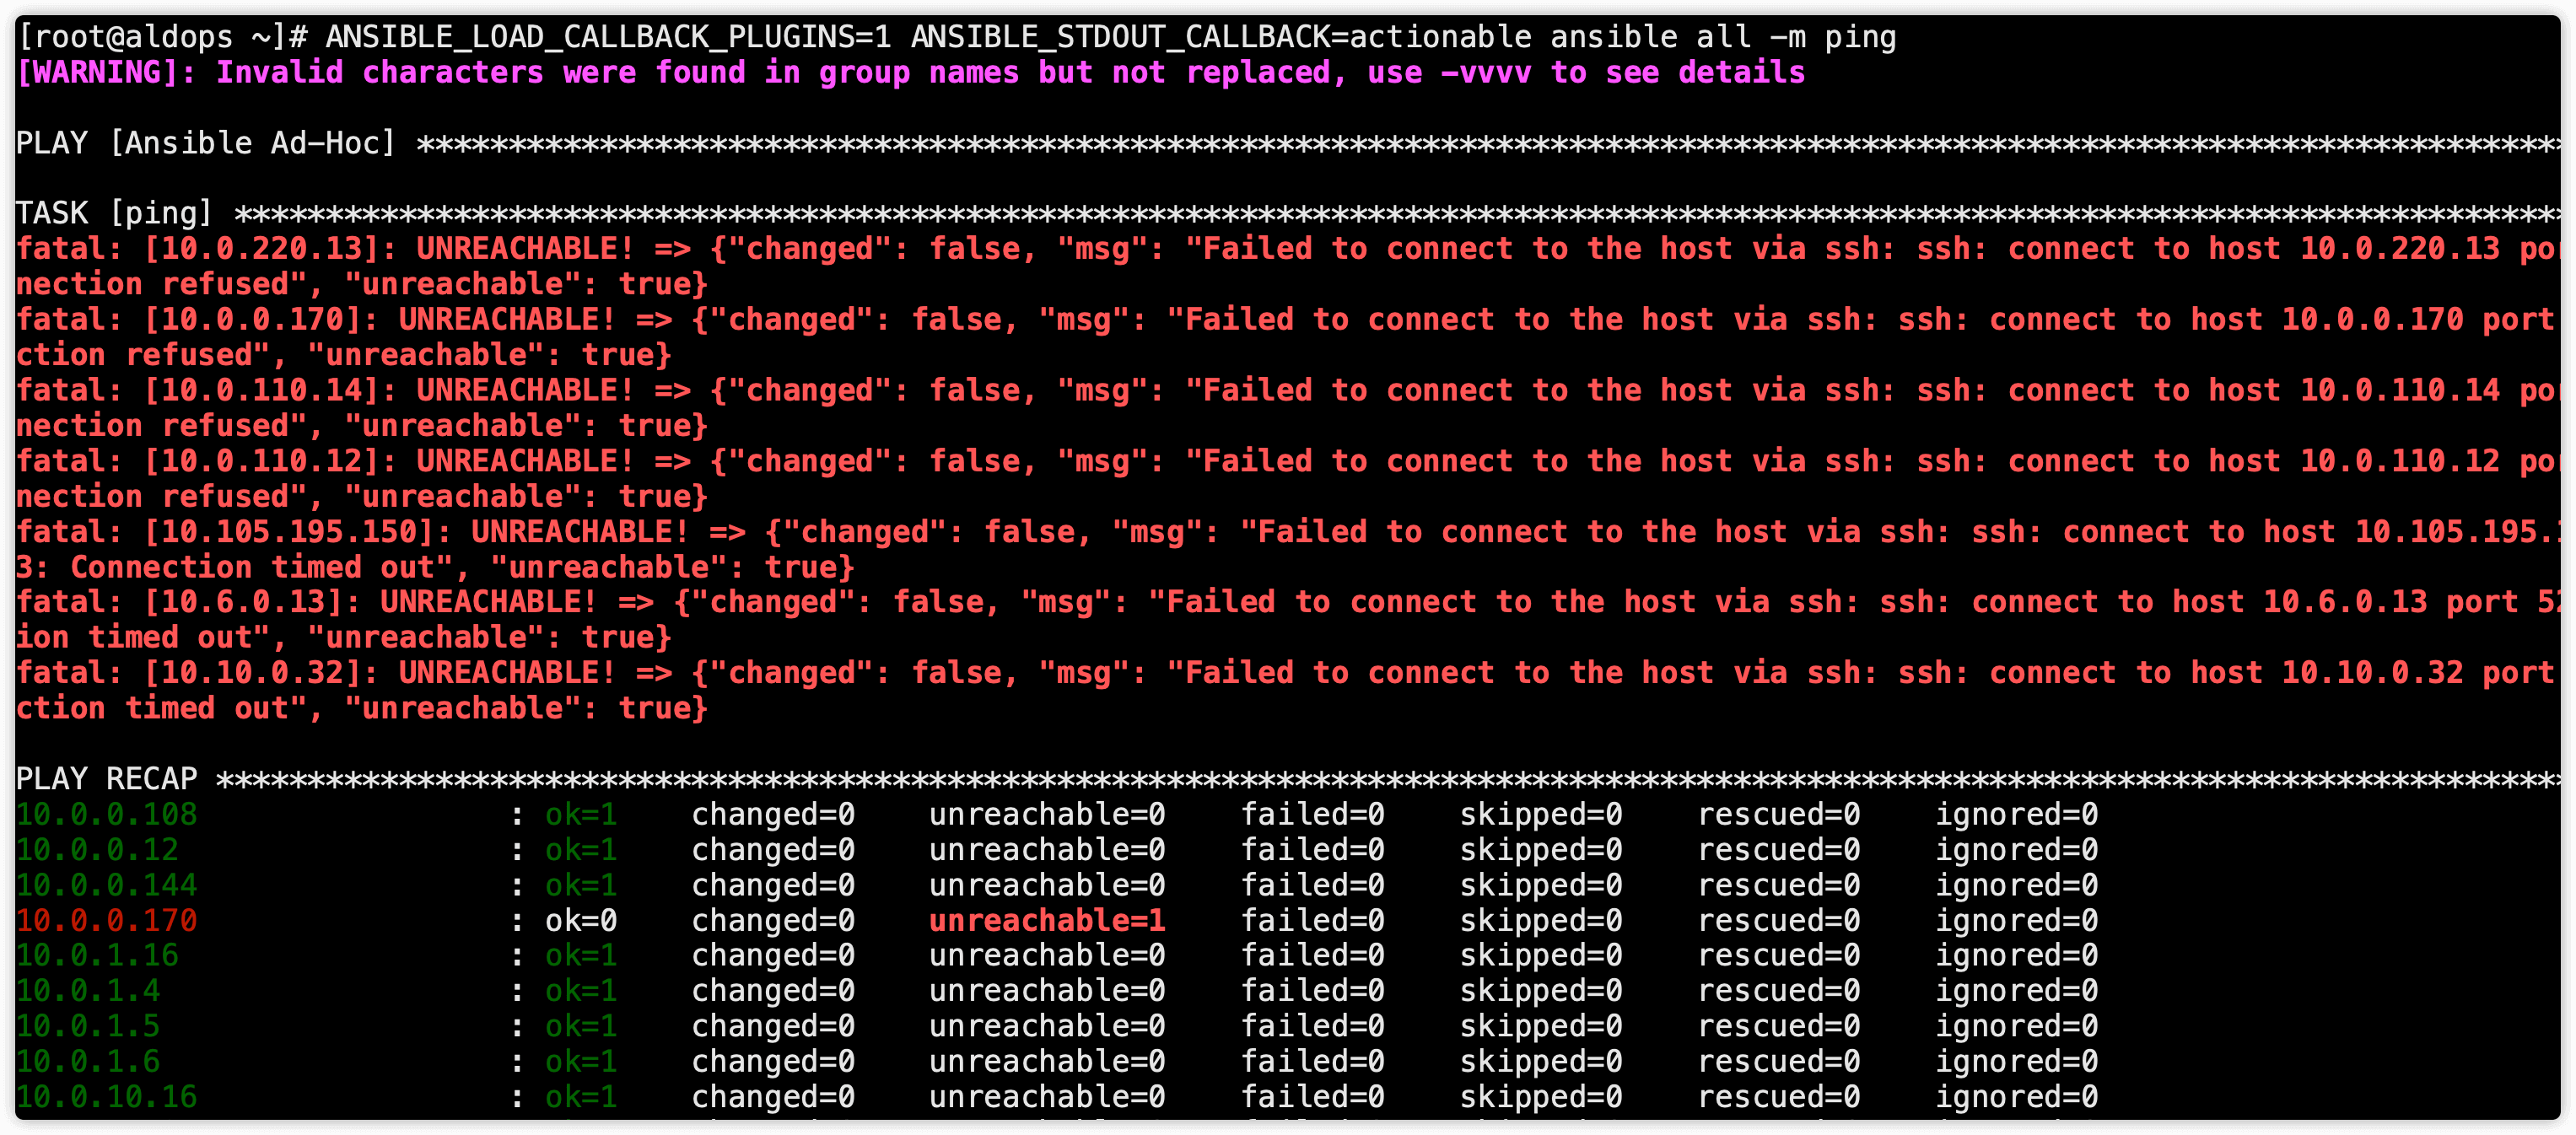 [root@aldops ~]# ANSIBLE_LOAD_CALLBACK_PLUGINS=1 ANSIBLE_STDOUT_CALLBACK=actionable ansible all -m ping
[WARNING]: Invalid characters were found in group names but not replaced, use -vvvv to see details
PLAY [Ansible Ad-Hoc] *********************************************************************************************************************
TASK [ping] *******************************************************************************************************************************
fatal: [10.0.220.13]: UNREACHABLE! => {"changed": false, "msg": "Failed to connect to the host via ssh: ssh: connect to host 10.0.220.13
nection refused", "unreachable": true}
fatal: [10.0.0.170]: UNREACHABLE! => {"changed": false, "msg": "Failed to connect to the host via ssh: ssh: connect to host 10.0.0.170 port
ction refused", "unreachable": true}
fatal: [10.0.110.14]: UNREACHABLE! => {"changed": false, "msg": "Failed to connect to the host via ssh: ssh: connect to host 10.0.110.14
nection refused", "unreachable": true}
fatal: [10.0.110.12]: UNREACHABLE! => {"changed": false, "msg": "Failed to connect to the host via ssh: ssh: connect to host 10.0.110.12
nection refused", "unreachable": true}
fatal: [10.105.195.150]: UNREACHABLE! => {"changed": false, "msg": "Failed to connect to the host via ssh: ssh: connect to host 10.105.195.
3: Connection timed out", "unreachable": true}
fatal: [10.6.0.13]: UNREACHABLE! => {"changed": false, "msg": "Failed to connect to the host via ssh: ssh: connect to host 10.6.0.13 port 52
ion timed out", "unreachable": true}
fatal: [10.10.0.32]: UNREACHABLE! => {"changed": false, "msg": "Failed to connect to the host via ssh: ssh: connect to host 10.10.0.32 port
ction timed out", "unreachable": true}
PLAY RECAP ********************************************************************************************************************************
10.0.0.108 : ok=1 changed=0 unreachable=0 failed=0 skipped=0 rescued=0 ignored=0
10.0.0.12 : ok=1 changed=0 unreachable=0 failed=0 skipped=0 rescued=0 ignored=0
10.0.0.144 : ok=1 changed=0 unreachable=0 failed=0 skipped=0 rescued=0 ignored=0
10.0.0.170 : ok=0 changed=0 unreachable=1 failed=0 skipped=0 rescued=0 ignored=0
10.0.1.16 : ok=1 changed=0 unreachable=0 failed=0 skipped=0 rescued=0 ignored=0
10.0.1.4 : ok=1 changed=0 unreachable=0 failed=0 skipped=0 rescued=0 ignored=0
10.0.1.5 : ok=1 changed=0 unreachable=0 failed=0 skipped=0 rescued=0 ignored=0
10.0.1.6 : ok=1 changed=0 unreachable=0 failed=0 skipped=0 rescued=0 ignored=0
10.0.10.16 : ok=1 changed=0 unreachable=0 failed=0 skipped=0 rescued=0 ignored=0